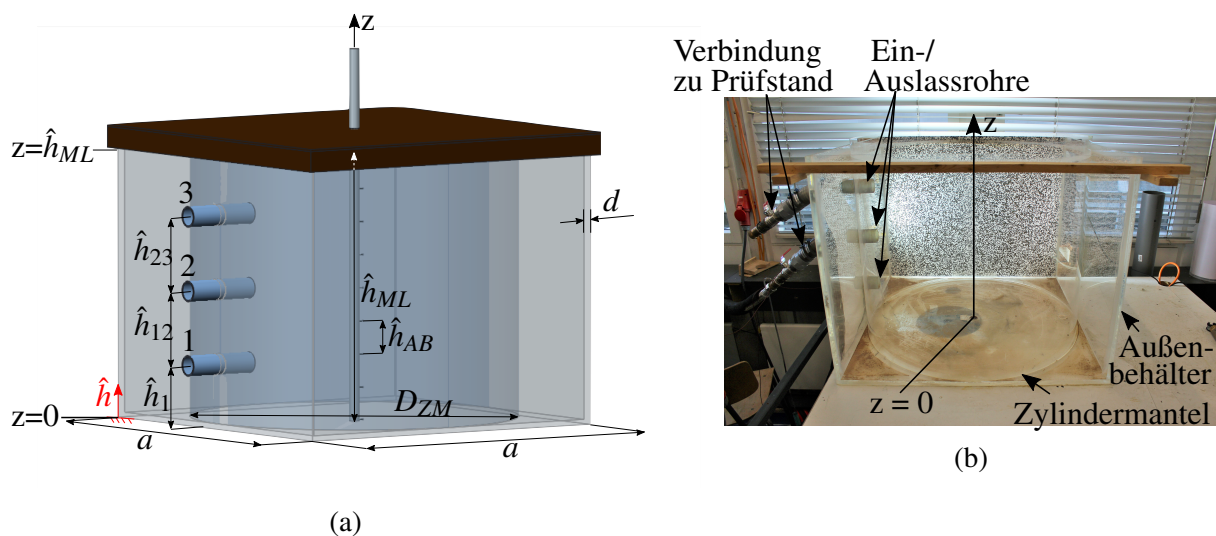 z
z=ĥ_ML
3
d
ĥ_23
2
ĥ_ML
ĥ_12
ĥ_AB
1
ĥ
ĥ_1
D_ZM
z=0
a
a
(a)
Verbindung
zu Prüfstand
Ein-/
Auslassrohre
z
Außen-
behälter
z = 0
Zylindermantel
(b)